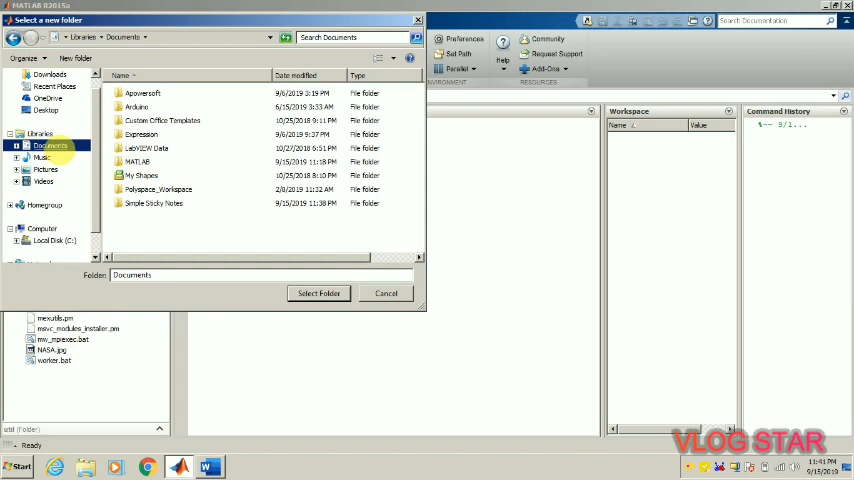 MATLAB R2015a
Select a new folder
Libraries
Documents
Search Documents
Organize
New folder
Downloads
Recent Places
OneDrive
Desktop
Libraries
Documents
Music
Pictures
Videos
Homegroup
Computer
Local Disk (C:)
Name Date modified Type
Apowersoft 9/6/2019 3:19 PM File folder
Arduino 6/15/2019 3:33 AM File folder
Custom Office Templates 10/25/2018 9:11 PM File folder
Expression 9/6/2019 9:37 PM File folder
LabVIEW Data 10/27/2018 6:51 PM File folder
MATLAB 9/15/2019 11:18 PM File folder
My Shapes 10/25/2018 8:10 PM File folder
Polyspace_Workspace 2/8/2019 11:32 AM File folder
Simple Sticky Notes 9/15/2019 11:38 PM File folder
Folder: Documents
Select Folder
Cancel
Search Documentation
Preferences
Set Path
Parallel
Help
Community
Request Support
Add-Ons
ENVIRONMENT
RESOURCES
Workspace
Name Value
Command History
%-- 9/1...
mexutils.pm
msvc_modules_installer.pm
mw_mpiexec.bat
NASA.jpg
worker.bat
util (Folder)
Ready
VLOG STAR
Start
11:41 PM
9/15/2019